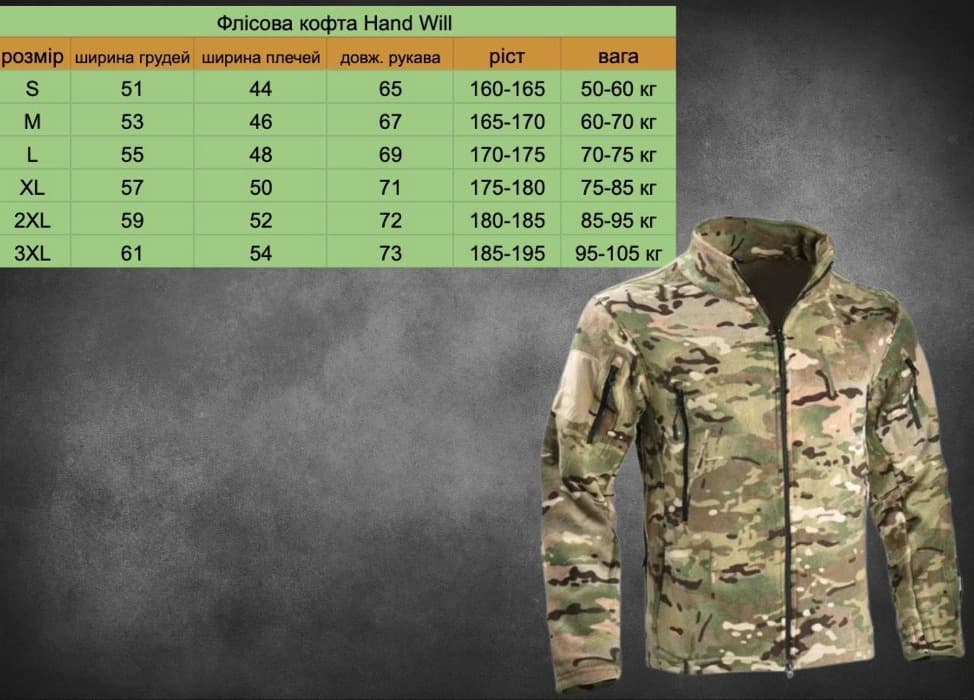 Флісова кофта Hand Will
розмір ширина грудей ширина плечей довж. рукава ріст вага
S 51 44 65 160-165 50-60 кг
M 53 46 67 165-170 60-70 кг
L 55 48 69 170-175 70-75 кг
XL 57 50 71 175-180 75-85 кг
2XL 59 52 72 180-185 85-95 кг
3XL 61 54 73 185-195 95-105 кг